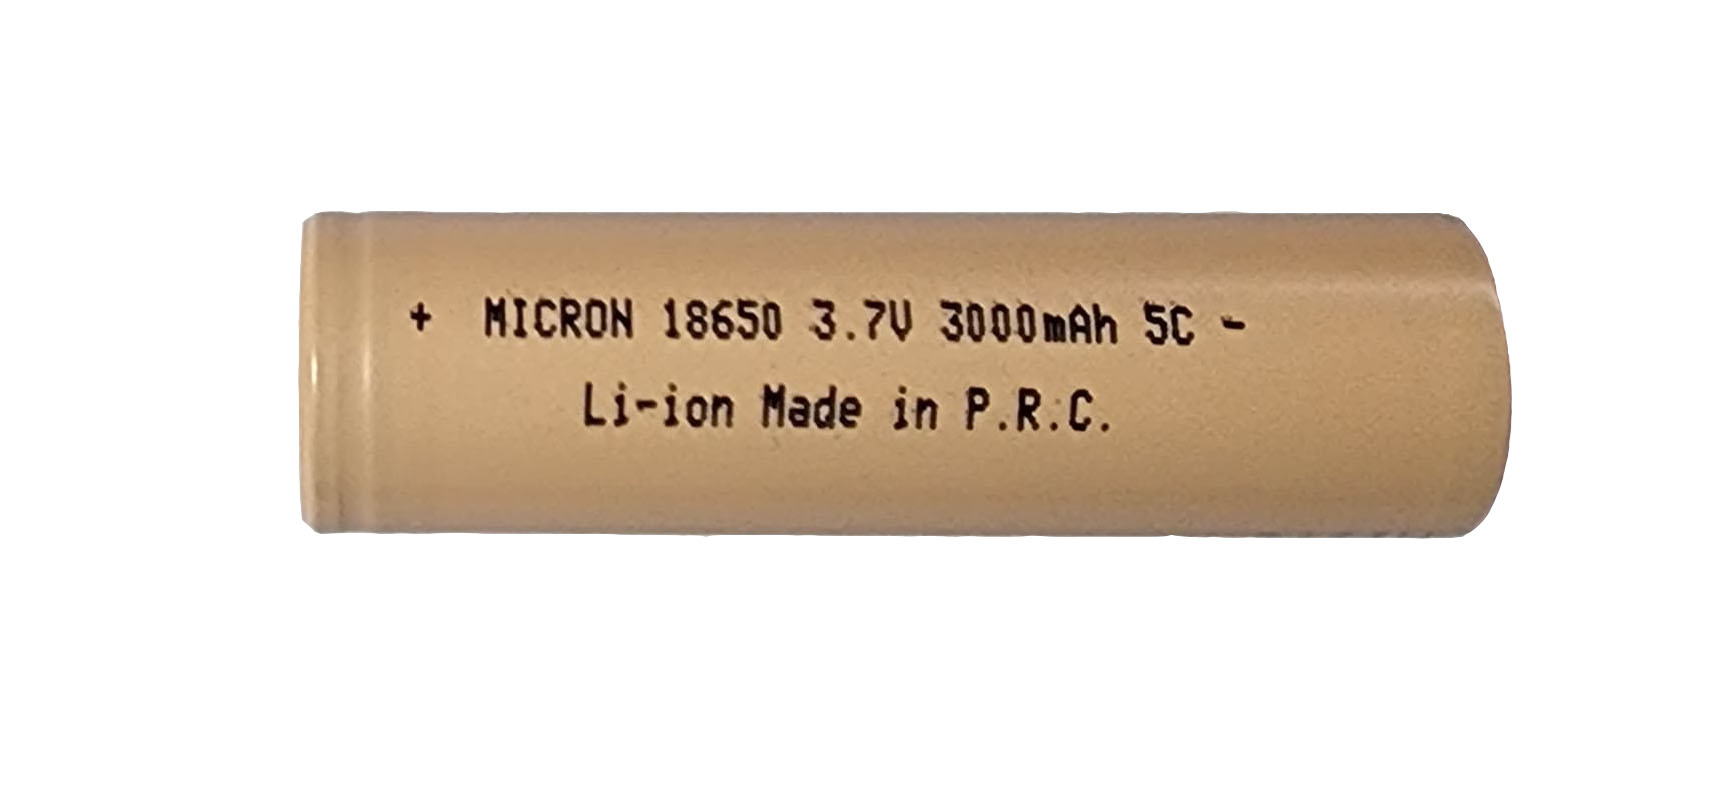 + MICRON 18650 3.7V 3000mAh 5C -
Li-ion Made in P.R.C.